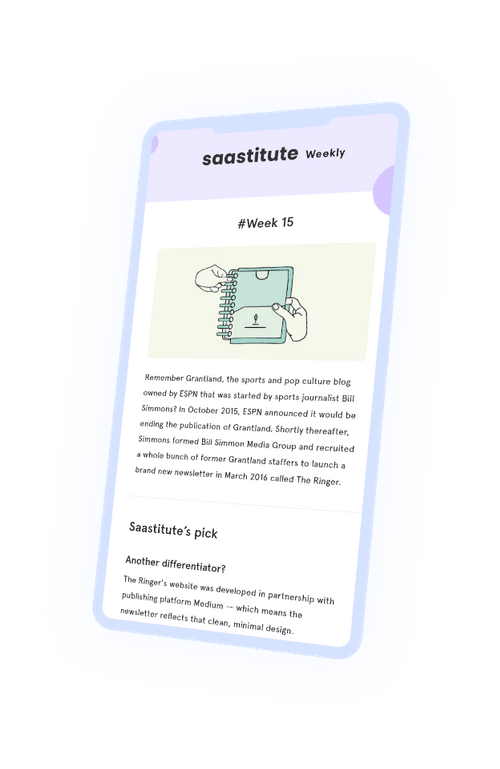 saastitute Weekly
#Week 15
Remember Grantland, the sports and pop culture blog
owned by ESPN that was started by sports journalist Bill
Simmons? In October 2015, ESPN announced it would be
ending the publication of Grantland. Shortly thereafter,
Simmons formed Bill Simmon Media Group and recruited
a whole bunch of former Grantland staffers to launch a
brand new newsletter in March 2016 called The Ringer.
Saastitute's pick
Another differentiator?
The Ringer's website was developed in partnership with
publishing platform Medium -- which means the
newsletter reflects that clean, minimal design.